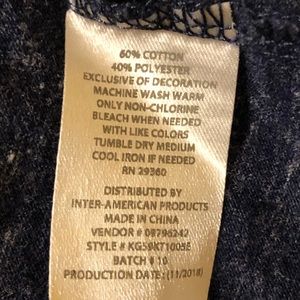 60% COTTON
40% POLYESTER
EXCLUSIVE OF DECORATION
MACHINE WASH WARM
ONLY NON-CHLORINE
BLEACH WHEN NEEDED
WITH LIKE COLORS
TUMBLE DRY MEDIUM
COOL IRON IF NEEDED
RN 29360
DISTRIBUTED BY
INTER-AMERICAN PRODUCTS
MADE IN CHINA
VENDOR # 09796242
STYLE #
BATCH # 10
PRODUCTION DATE: (11/2018)